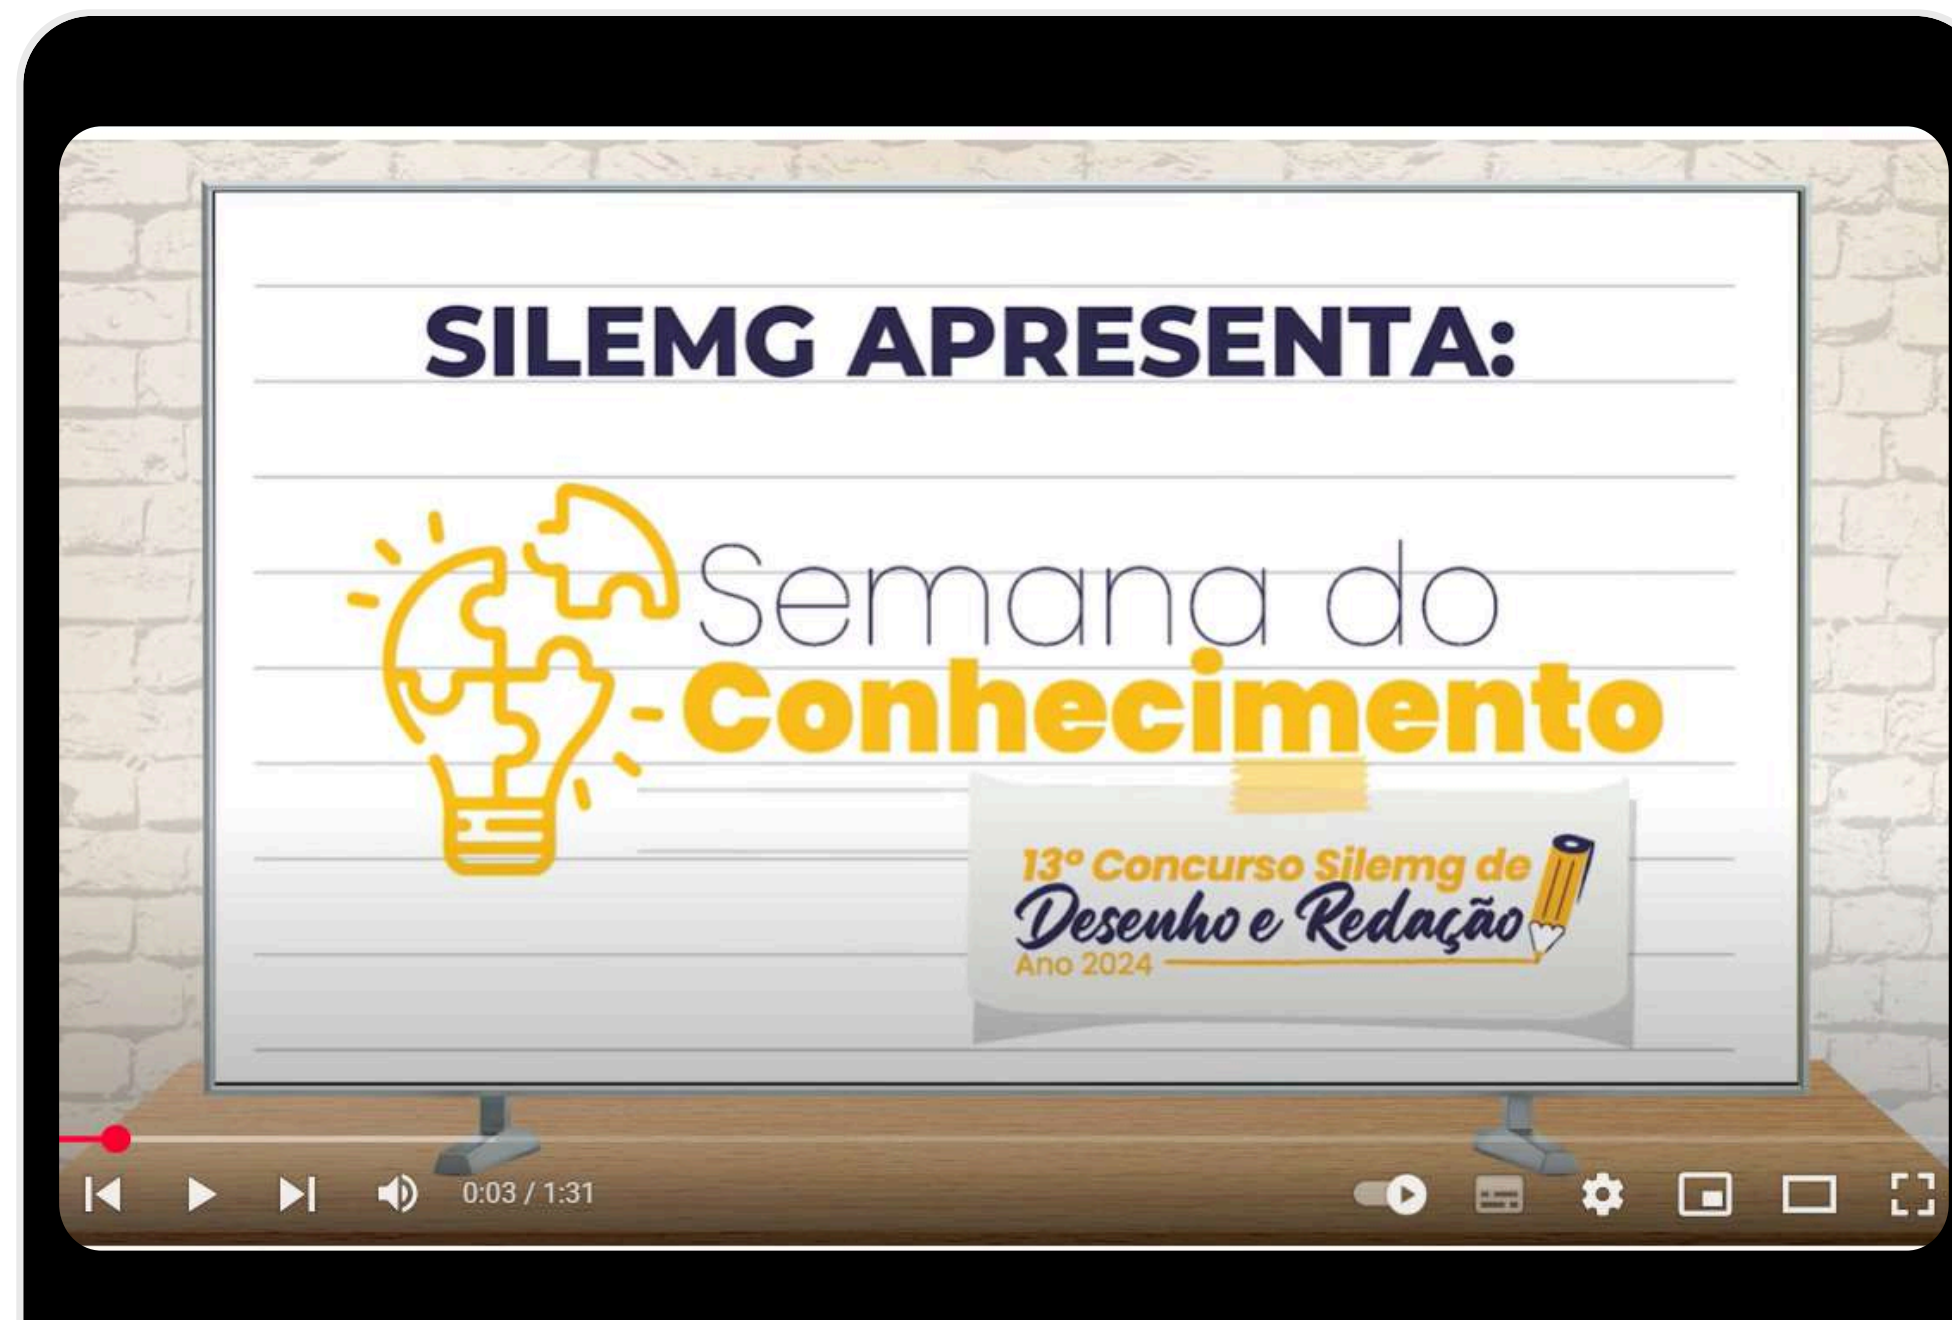 SILEMG APRESENTA:
Semana do
Conhecimento
13º Concurso Silemg de
Desenho e Redação
Ano 2024
0:03 / 1:31